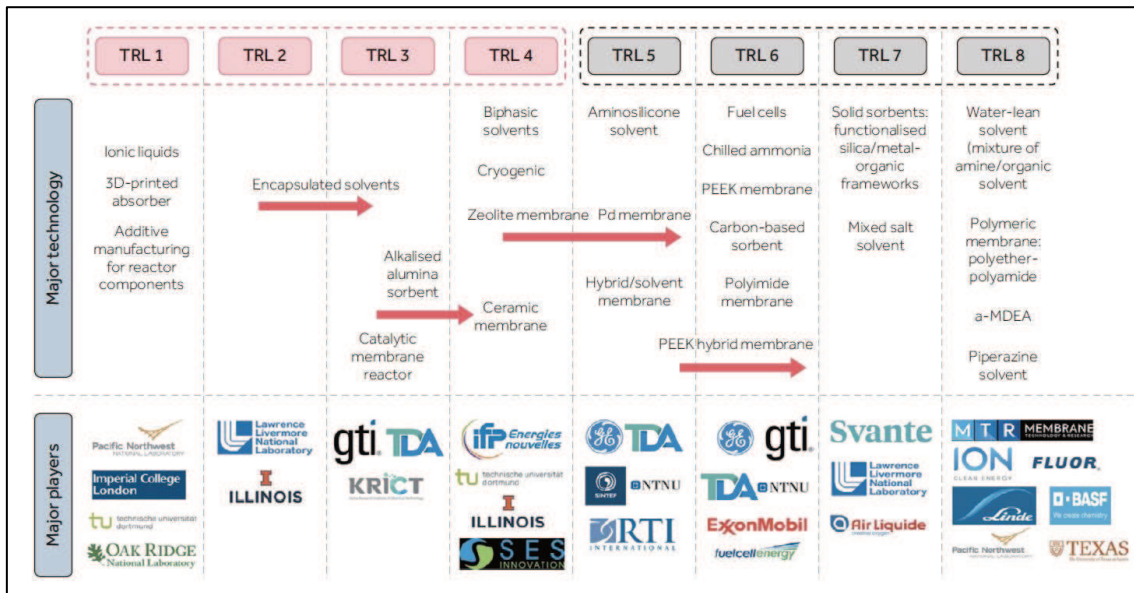 TRL 1
TRL 2
TRL 3
TRL 4
TRL 5
TRL 6
TRL 7
TRL 8
Major technology
Ionic liquids
3D-printed
absorber
Additive
manufacturing
for reactor
components
Encapsulated solvents
Alkalised
alumina
sorbent
Catalytic
membrane
reactor
Biphasic
solvents
Cryogenic
Zeolite membrane
Ceramic
membrane
Aminosilicone
solvent
Pd membrane
Hybrid/solvent
membrane
PEEK hybrid membrane
Fuel cells
Chilled ammonia
PEEK membrane
Carbon-based
sorbent
Polyimide
membrane
Solid sorbents:
functionalised
silica/metal-
organic
frameworks
Mixed salt
solvent
Water-lean
solvent
(mixture of
amine/organic
solvent
Polymeric
membrane:
polyether-
polyamide
a-MDEA
Piperazine
solvent
Major players
Pacific Northwest
NATIONAL LABORATORY
Imperial College
London
tu technische universität
dortmund
OAK RIDGE
National Laboratory
Lawrence
Livermore
National
Laboratory
I ILLINOIS
gti. TDA
KRICT
ifp Energies
nouvelles
tu technische universität
dortmund
I
ILLINOIS
SES
INNOVATION
GE TDA
SINTEF NTNU
RTI
INTERNATIONAL
GE gti.
TDA NTNU
ExxonMobil
fuelcellenergy
Svante
Lawrence
Livermore
National
Laboratory
Air Liquide
MTR MEMBRANE
TECHNOLOGY & RESEARCH
ION
CLEAN ENERGY
FLUOR
Linde
BASF
We create chemistry
Pacific Northwest
NATIONAL LABORATORY
TEXAS